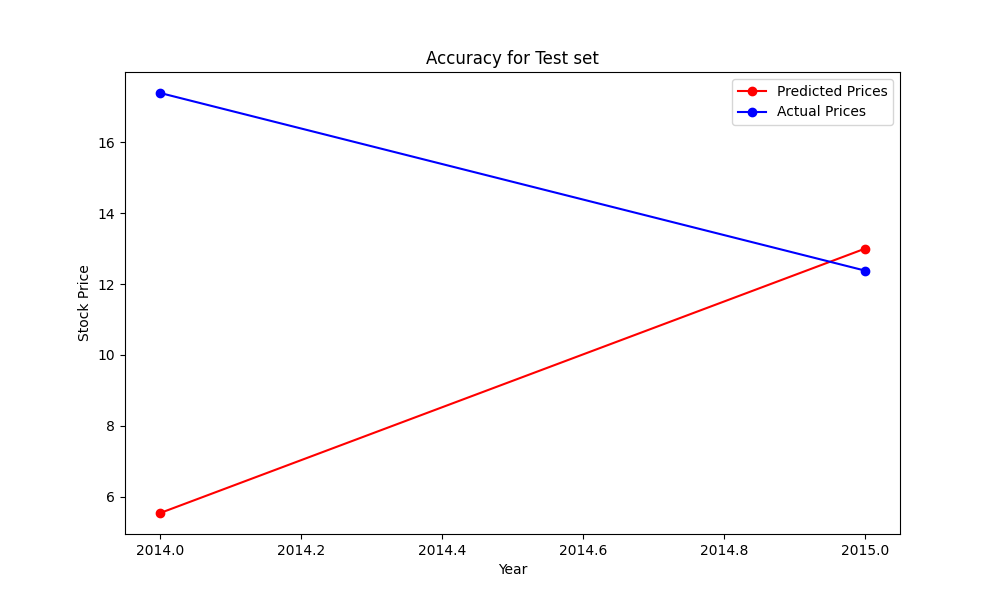 Accuracy for Test set
Predicted Prices
Actual Prices
Stock Price
16
14
12
10
8
6
2014.0
2014.2
2014.4
2014.6
2014.8
2015.0
Year